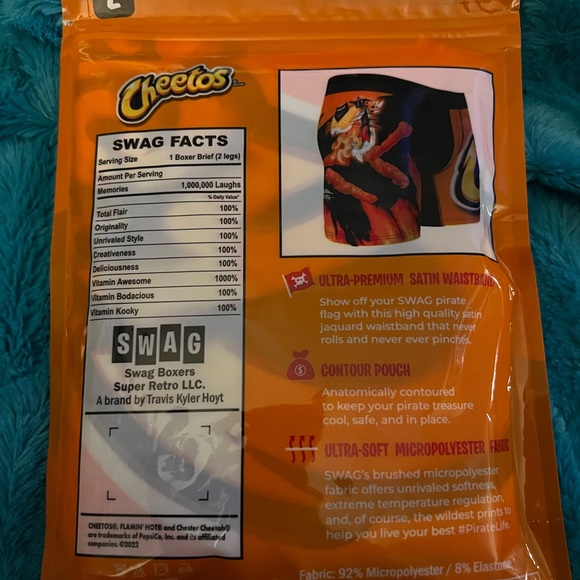 L
Cheetos
SWAG FACTS
Serving Size 1 Boxer Brief (2 legs)
Amount Per Serving
Memories 1,000,000 Laughs
% Daily Value*
Total Flair 100%
Originality 100%
Unrivaled Style 100%
Creativeness 100%
Deliciousness 100%
Vitamin Awesome 1000%
Vitamin Bodacious 100%
Vitamin Kooky 100%
SWAG
Swag Boxers
Super Retro LLC.
A brand by Travis Kyler Hoyt
CHEETOS®, FLAMIN' HOT® and Chester Cheetah®
are trademarks of PepsiCo, Inc. and its affiliated
companies. ©2022
ULTRA-PREMIUM SATIN WAISTBAND
Show off your SWAG pirate
flag with this high quality satin
jaquard waistband that never
rolls and never ever pinches.
$
CONTOUR POUCH
Anatomically contoured
to keep your pirate treasure
cool, safe, and in place.
ULTRA-SOFT MICROPOLYESTER FABRIC
SWAG's brushed micropolyester
fabric offers unrivaled softness,
extreme temperature regulation,
and, of course, the wildest prints to
help you live your best #PirateLife.
Fabric: 92% Micropolyester / 8% Elastane